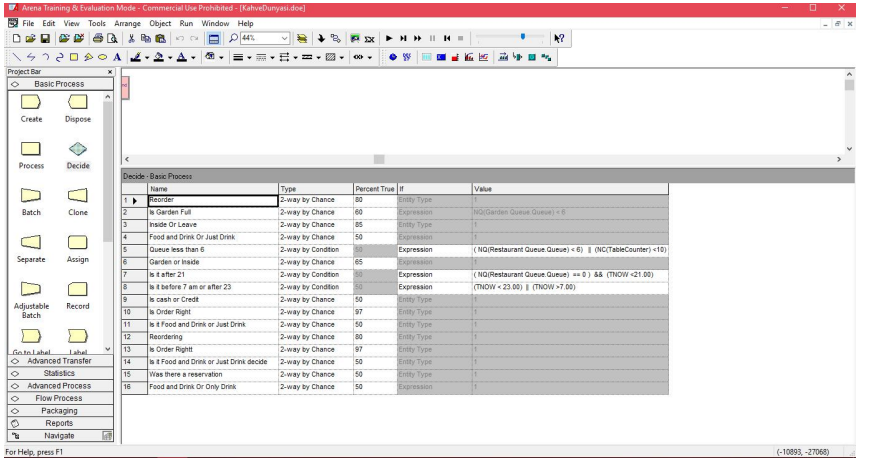 Arena Training & Evaluation Mode - Commercial Use Prohibited - [KahveDunyasi.doe]
File Edit View Tools Arrange Object Run Window Help
44%
Project Bar
Basic Process
Create Dispose
Process Decide
Batch Clone
Separate Assign
Adjustable Batch Record
Go to Label Label
Advanced Transfer
Statistics
Advanced Process
Flow Process
Packaging
Reports
Navigate
Decide - Basic Process
Name Type Percent True If Value
1 Reorder 2-way by Chance 80 Entity Type 1
2 Is Garden Full 2-way by Chance 60 Expression NQ(Garden Queue.Queue) < 6
3 Inside Or Leave 2-way by Chance 85 Entity Type 1
4 Food and Drink Or Just Drink 2-way by Chance 50 Expression 1
5 Queue less than 6 2-way by Condition 50 Expression ( NQ(Restaurant Queue.Queue) < 6) || (NC(TableCounter) <10)
6 Garden or Inside 2-way by Chance 65 Expression 1
7 Is it after 21 2-way by Condition 50 Expression ( NQ(Restaurant Queue.Queue) == 0 ) && (TNOW <21.00)
8 Is it before 7 am or after 23 2-way by Condition 50 Expression (TNOW < 23.00) || (TNOW >7.00)
9 Is cash or Credit 2-way by Chance 50 Entity Type 1
10 Is Order Right 2-way by Chance 97 Entity Type 1
11 Is it Food and Drink or Just Drink 2-way by Chance 50 Entity Type 1
12 Reordering 2-way by Chance 80 Entity Type 1
13 Is Order Rightt 2-way by Chance 97 Entity Type 1
14 Is it Food and Drink or Just Drink decide 2-way by Chance 50 Entity Type 1
15 Was there a reservation 2-way by Chance 50 Entity Type 1
16 Food and Drink Or Only Drink 2-way by Chance 50 Expression 1
For Help, press F1 (-10893, -27068)